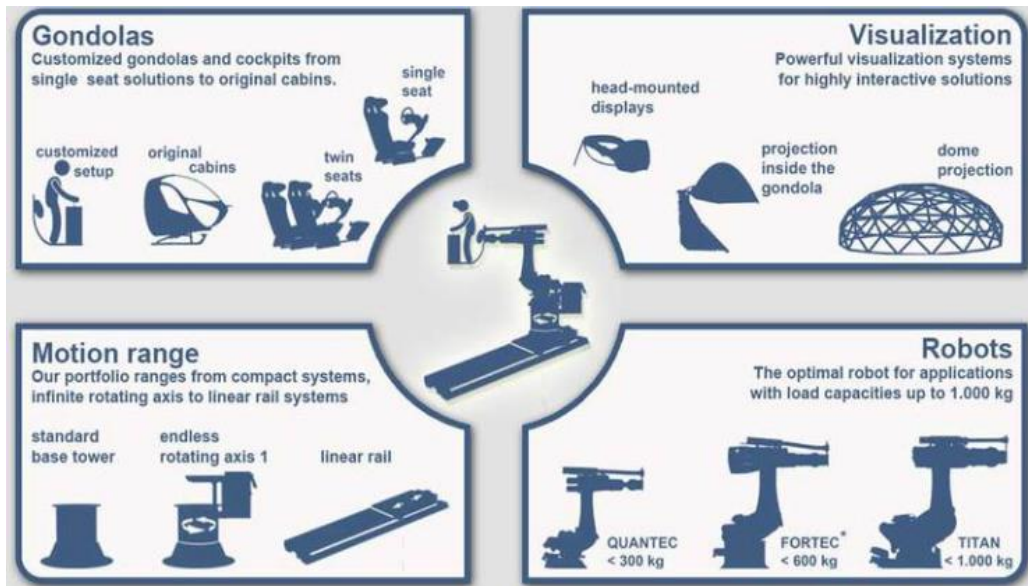 Gondolas
Customized gondolas and cockpits from
single seat solutions to original cabins.
single
seat
customized
setup
original
cabins
twin
seats
Visualization
Powerful visualization systems
for highly interactive solutions
head-mounted
displays
projection
inside the
gondola
dome
projection
Motion range
Our portfolio ranges from compact systems,
infinite rotating axis to linear rail systems
standard
base tower
endless
rotating axis 1
linear rail
Robots
The optimal robot for applications
with load capacities up to 1.000 kg
QUANTEC
< 300 kg
FORTEC*
< 600 kg
TITAN
< 1.000 kg